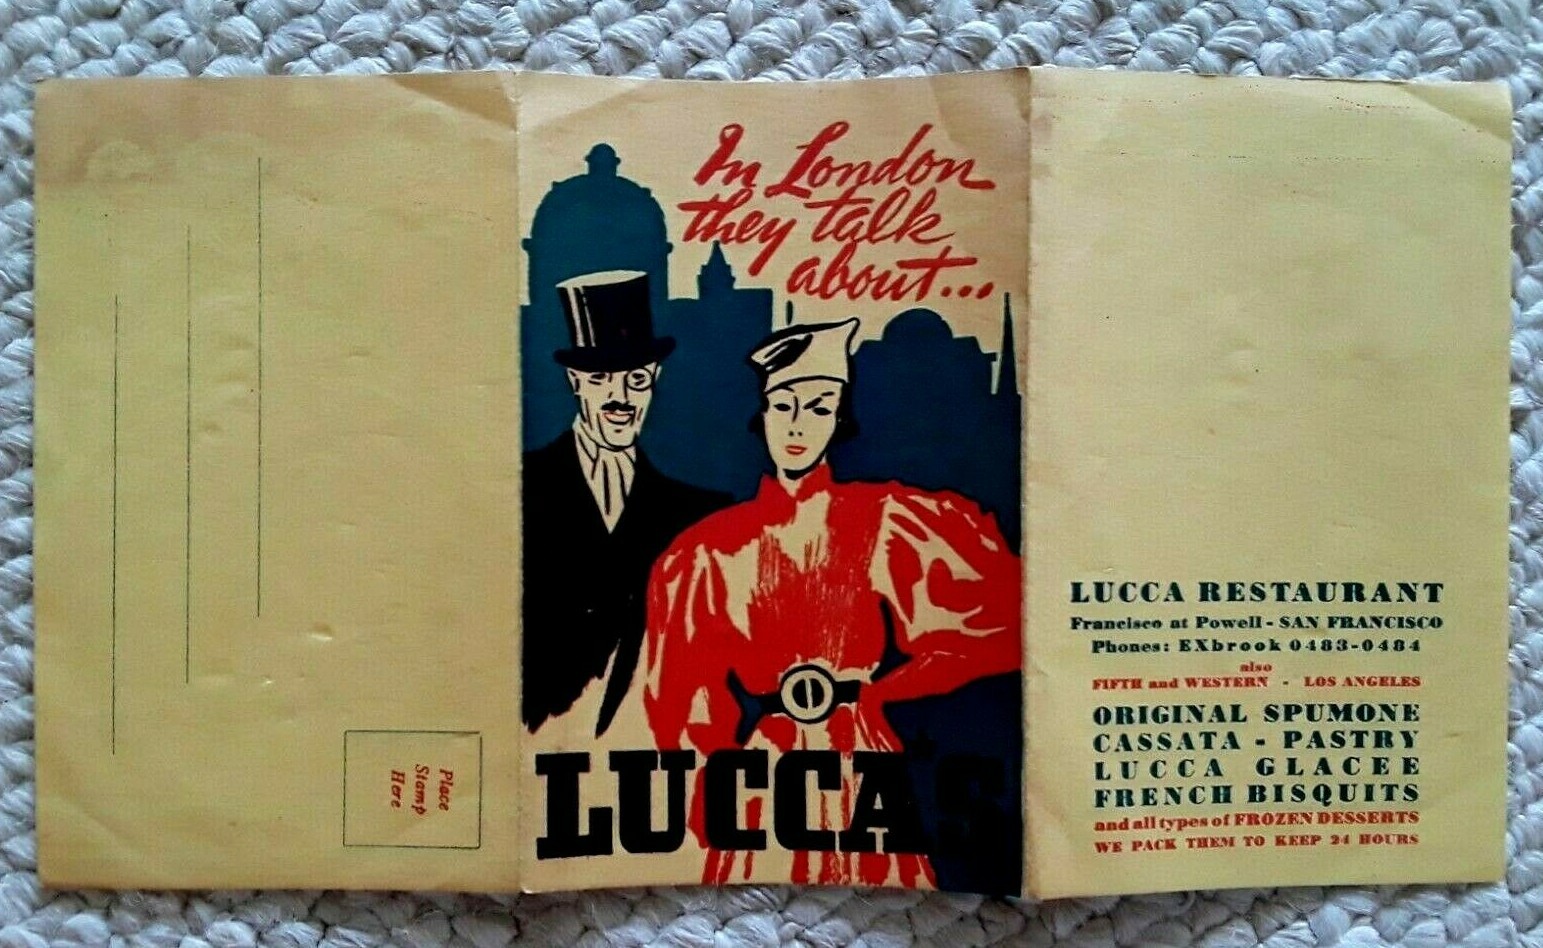 Place
Stamp
Here
In London
they talk
about...
LUCCA'S
LUCCA RESTAURANT
Francisco at Powell - SAN FRANCISCO
Phones: EXbrook 0483-0484
also
FIFTH and WESTERN - LOS ANGELES
ORIGINAL SPUMONE
CASSATA - PASTRY
LUCCA GLACEE
FRENCH BISQUITS
and all types of FROZEN DESSERTS
WE PACK THEM TO KEEP 24 HOURS